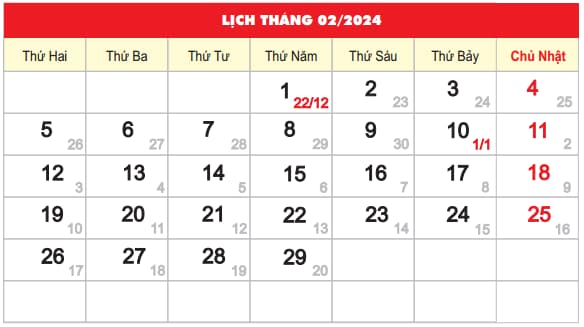 LỊCH THÁNG 02/2024
Thứ Hai Thứ Ba Thứ Tư Thứ Năm Thứ Sáu Thứ Bảy Chủ Nhật
1 22/12 2 23 3 24 4 25
5 26 6 27 7 28 8 29 9 30 10 1/1 11 2
12 3 13 4 14 5 15 6 16 7 17 8 18 9
19 10 20 11 21 12 22 13 23 14 24 15 25 16
26 17 27 18 28 19 29 20